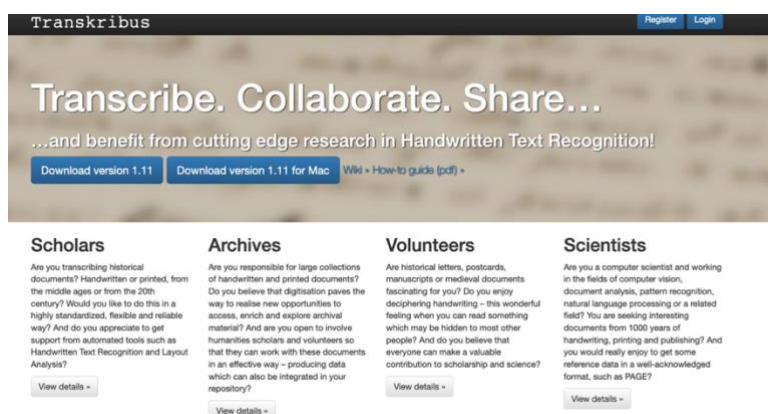 Transkribus
Register
Login
Transcribe. Collaborate. Share...
...and benefit from cutting edge research in Handwritten Text Recognition!
Download version 1.11
Download version 1.11 for Mac
Wiki »
How-to guide (pdf) »
Scholars
Are you transcribing historical
documents? Handwritten or printed, from
the middle ages or from the 20th
century? Would you like to do this in a
highly standardized, flexible and reliable
way? And do you appreciate to get
support from automated tools such as
Handwritten Text Recognition and Layout
Analysis?
View details »
Archives
Are you responsible for large collections
of handwritten and printed documents?
Do you believe that digitisation paves the
way to realise new opportunities to
access, enrich and explore archival
material? And are you open to involve
humanities scholars and volunteers so
that they can work with these documents
in an effective way – producing data
which can also be integrated in your
repository?
View details »
Volunteers
Are historical letters, postcards,
manuscripts or medieval documents
fascinating for you? Do you enjoy
deciphering handwriting – this wonderful
feeling when you can read something
which may be hidden to most other
people? And do you believe that
everyone can make a valuable
contribution to scholarship and science?
View details »
Scientists
Are you a computer scientist and working
in the fields of computer vision,
document analysis, pattern recognition,
natural language processing or a related
field? You are seeking interesting
documents from 1000 years of
handwriting, printing and publishing? And
you would really enjoy to get some
reference data in a well-acknowledged
format, such as PAGE?
View details »